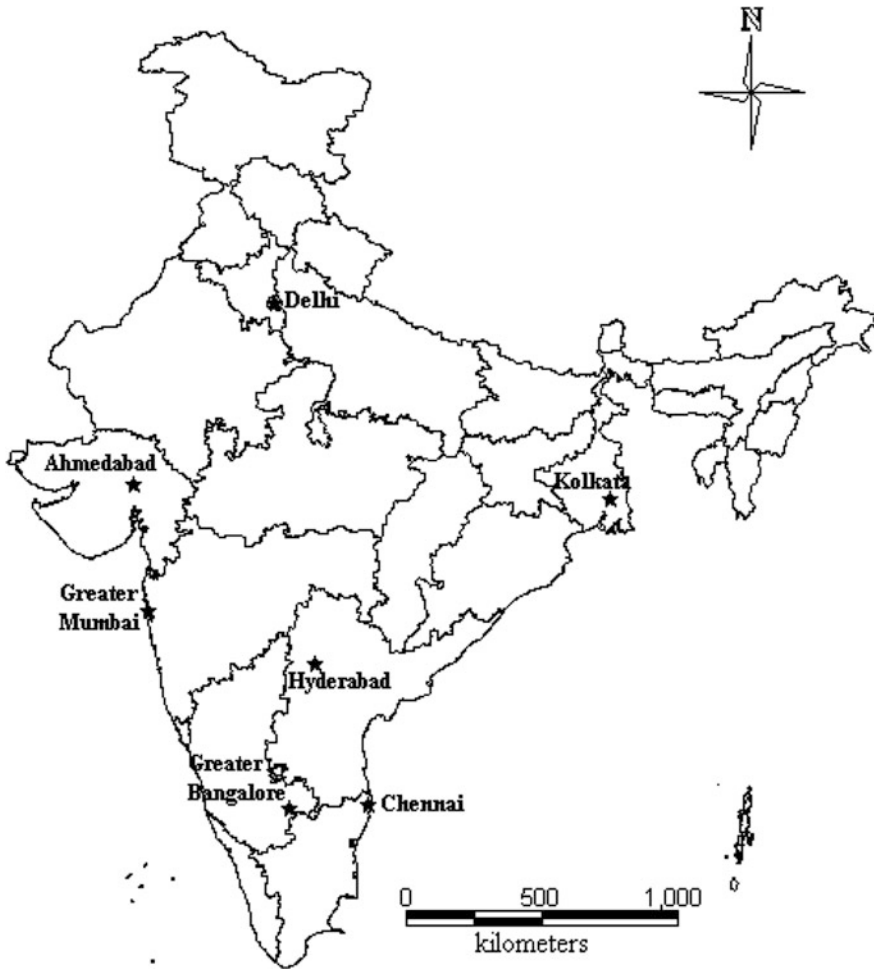 N
Delhi
Ahmedabad
Kolkata
Greater
Mumbai
Hyderabad
Greater
Bangalore
Chennai
0 500 1,000
kilometers